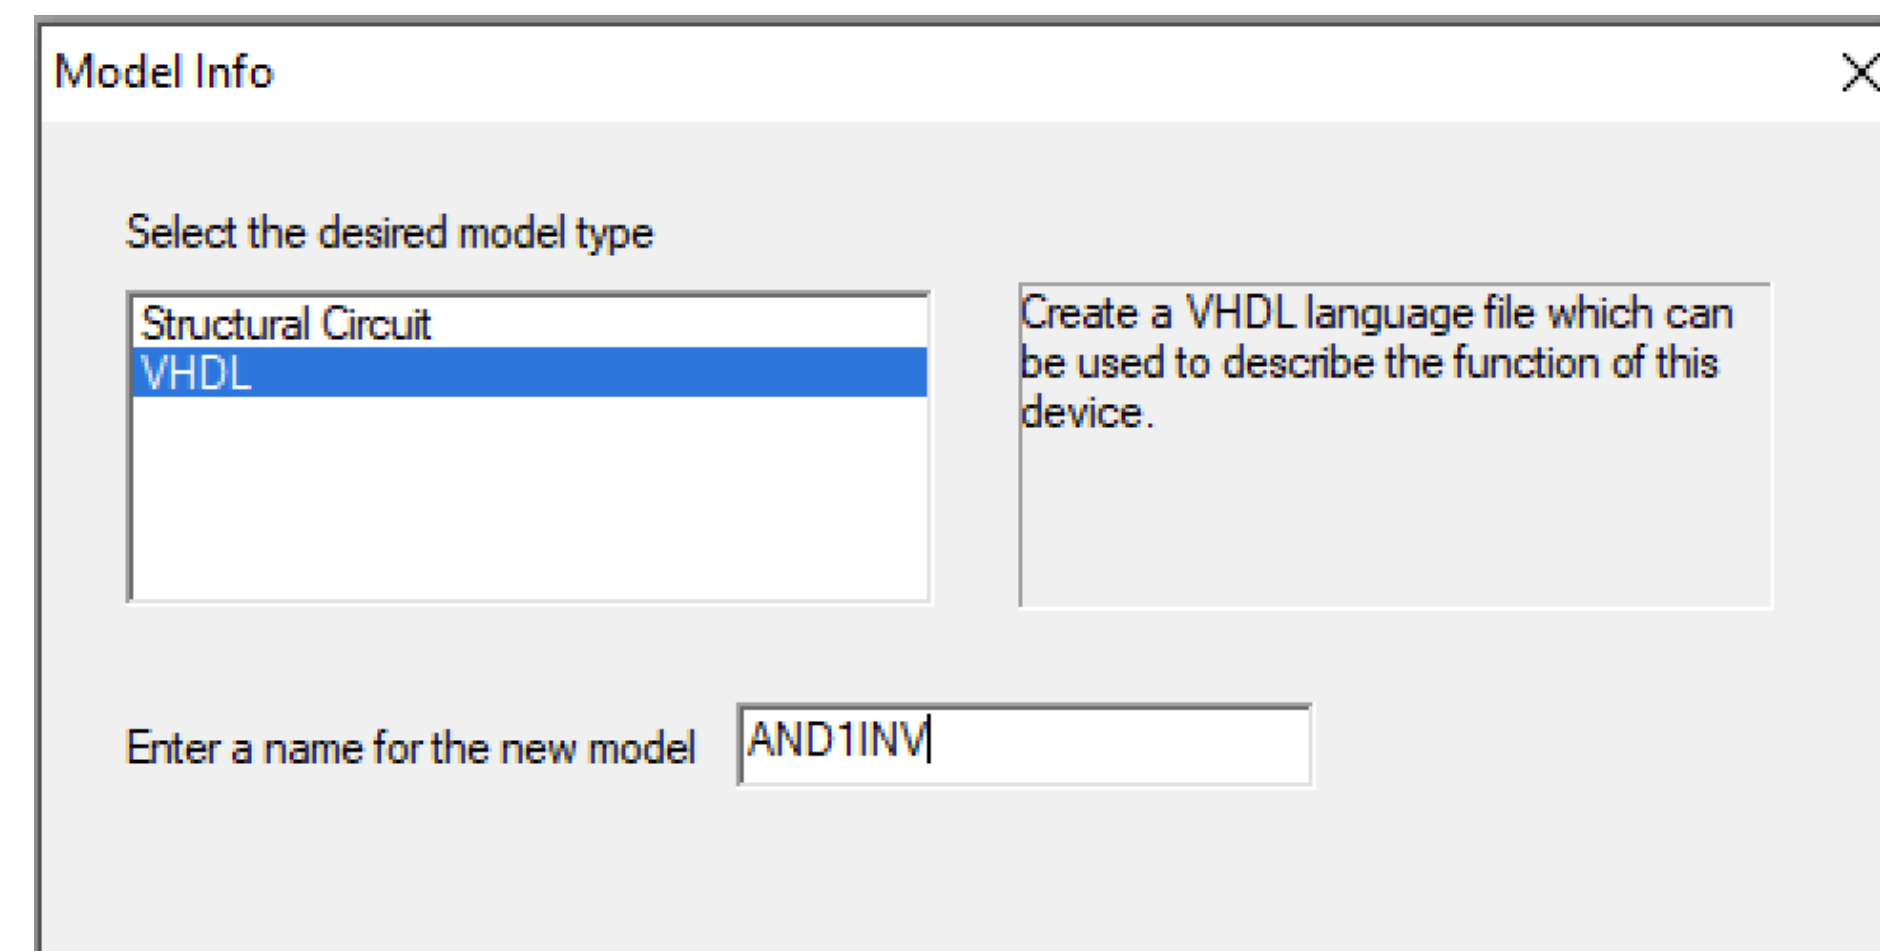 Model Info
Select the desired model type
Structural Circuit
VHDL
Create a VHDL language file which can
be used to describe the function of this
device.
Enter a name for the new model
AND1INV